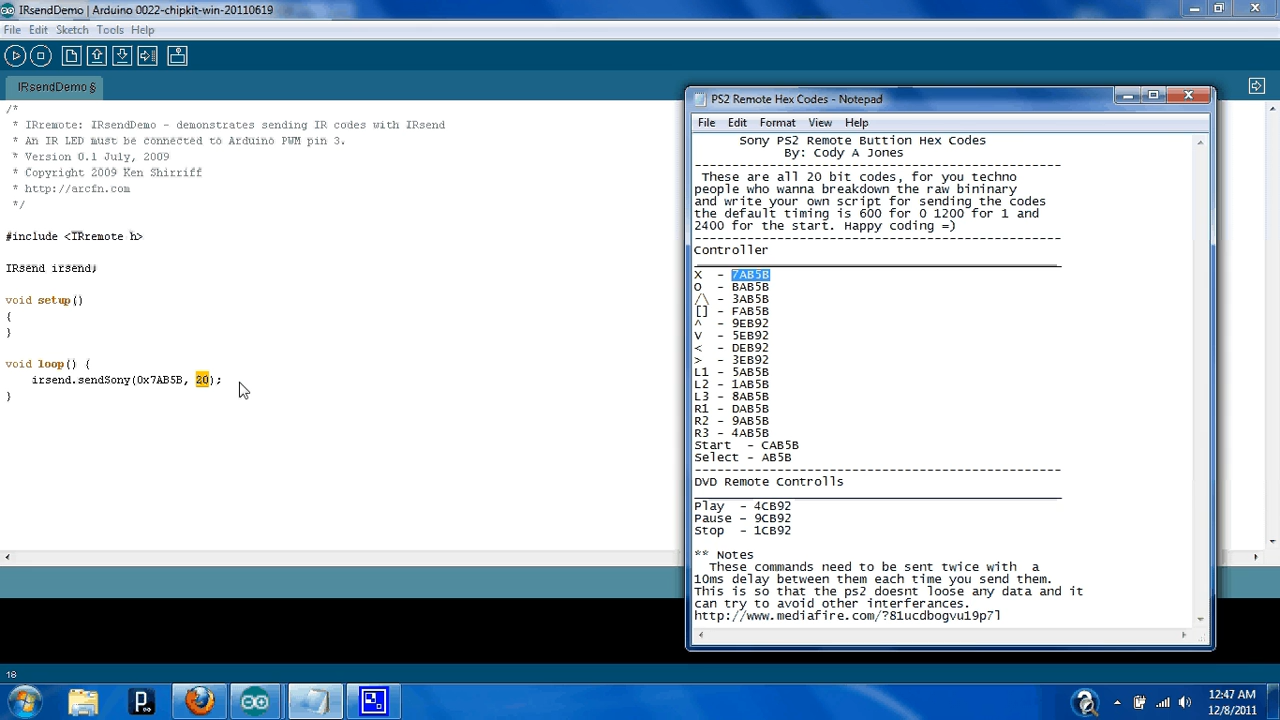 IRsendDemo | Arduino 0022-chipkit-win-20110619
File Edit Sketch Tools Help
IRsendDemo §
/*
* IRremote: IRsendDemo - demonstrates sending IR codes with IRsend
* An IR LED must be connected to Arduino PWM pin 3.
* Version 0.1 July, 2009
* Copyright 2009 Ken Shirriff
* http://arcfn.com
*/
#include <IRremote.h>
IRsend irsend;
void setup()
{
}
void loop() {
irsend.sendSony(0x7AB5B, 20);
}
18
PS2 Remote Hex Codes - Notepad
File Edit Format View Help
Sony PS2 Remote Buttion Hex Codes
By: Cody A Jones
-------------------------------------------------
These are all 20 bit codes, for you techno
people who wanna breakdown the raw bininary
and write your own script for sending the codes
the default timing is 600 for 0 1200 for 1 and
2400 for the start. Happy coding =)
-------------------------------------------------
Controller
_________________________________________________
X - 7AB5B
O - BAB5B
/\ - 3AB5B
[] - FAB5B
^ - 9EB92
V - 5EB92
< - DEB92
> - 3EB92
L1 - 5AB5B
L2 - 1AB5B
L3 - 8AB5B
R1 - DAB5B
R2 - 9AB5B
R3 - 4AB5B
Start - CAB5B
Select - AB5B
-------------------------------------------------
DVD Remote Controlls
_________________________________________________
Play - 4CB92
Pause - 9CB92
Stop - 1CB92
** Notes
These commands need to be sent twice with a
10ms delay between them each time you send them.
This is so that the ps2 doesnt loose any data and it
can try to avoid other interferances.
http://www.mediafire.com/?81ucdbogvu19p7l
P.
12:47 AM
12/8/2011